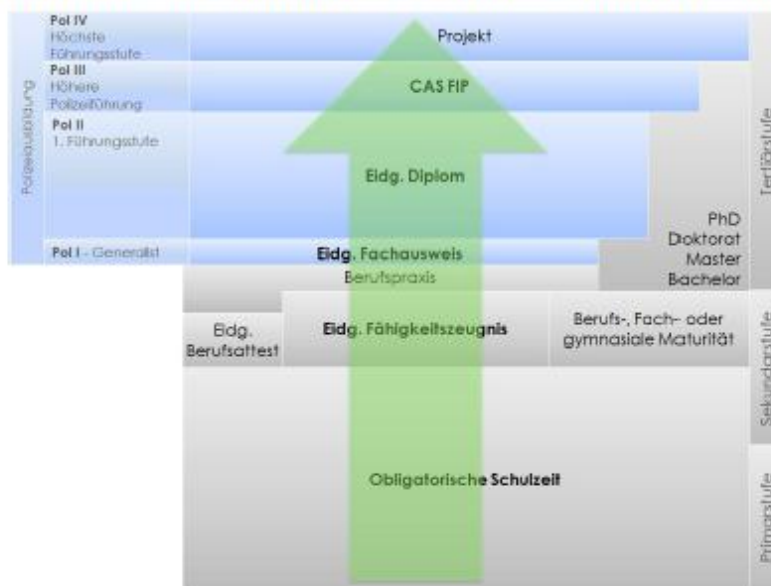 Pol IV
Höchste
Führungsstufe
Projekt
Pol III
Höhere
Polizeiführung
CAS FIP
Pol II
1. Führungsstufe
Eidg. Diplom
Pol I - Generalist
Eidg. Fachausweis
Polizeiausbildung
Berufspraxis
PhD
Doktorat
Master
Bachelor
Tertiärstufe
Eidg.
Berufsattest
Eidg. Fähigkeitszeugnis
Berufs-, Fach- oder
gymnasiale Maturität
Sekundarstufe
Obligatorische Schulzeit
Primarstufe